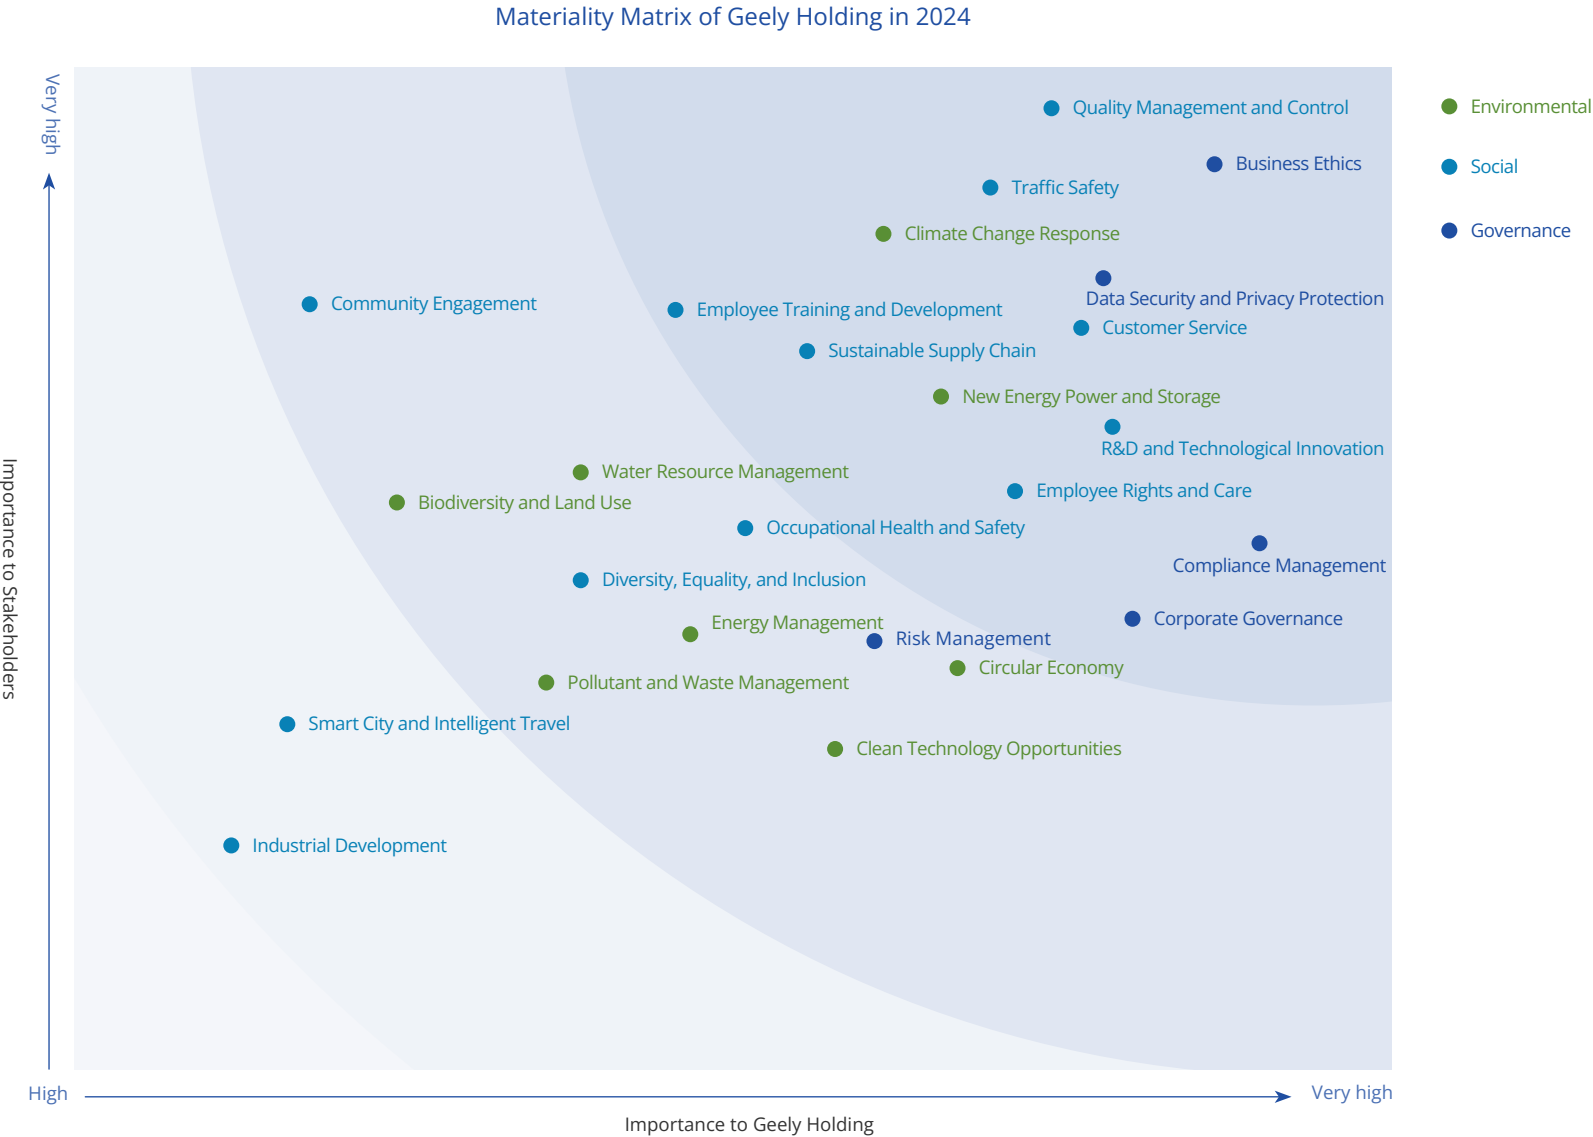 Materiality Matrix of Geely Holding in 2024
Very high
Quality Management and Control
Environmental
Business Ethics
Social
Traffic Safety
Climate Change Response
Governance
Data Security and Privacy Protection
Community Engagement
Employee Training and Development
Customer Service
Sustainable Supply Chain
New Energy Power and Storage
R&D and Technological Innovation
Water Resource Management
Employee Rights and Care
Biodiversity and Land Use
Occupational Health and Safety
Compliance Management
Diversity, Equality, and Inclusion
Importance to Stakeholders
Corporate Governance
Energy Management
Risk Management
Circular Economy
Pollutant and Waste Management
Smart City and Intelligent Travel
Clean Technology Opportunities
Industrial Development
High
Very high
Importance to Geely Holding